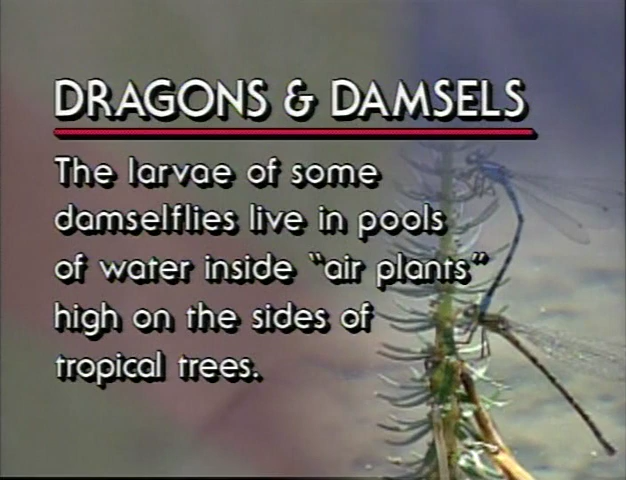 DRAGONS & DAMSELS
The larvae of some
damselflies live in pools
of water inside "air plants"
high on the sides of
tropical trees.